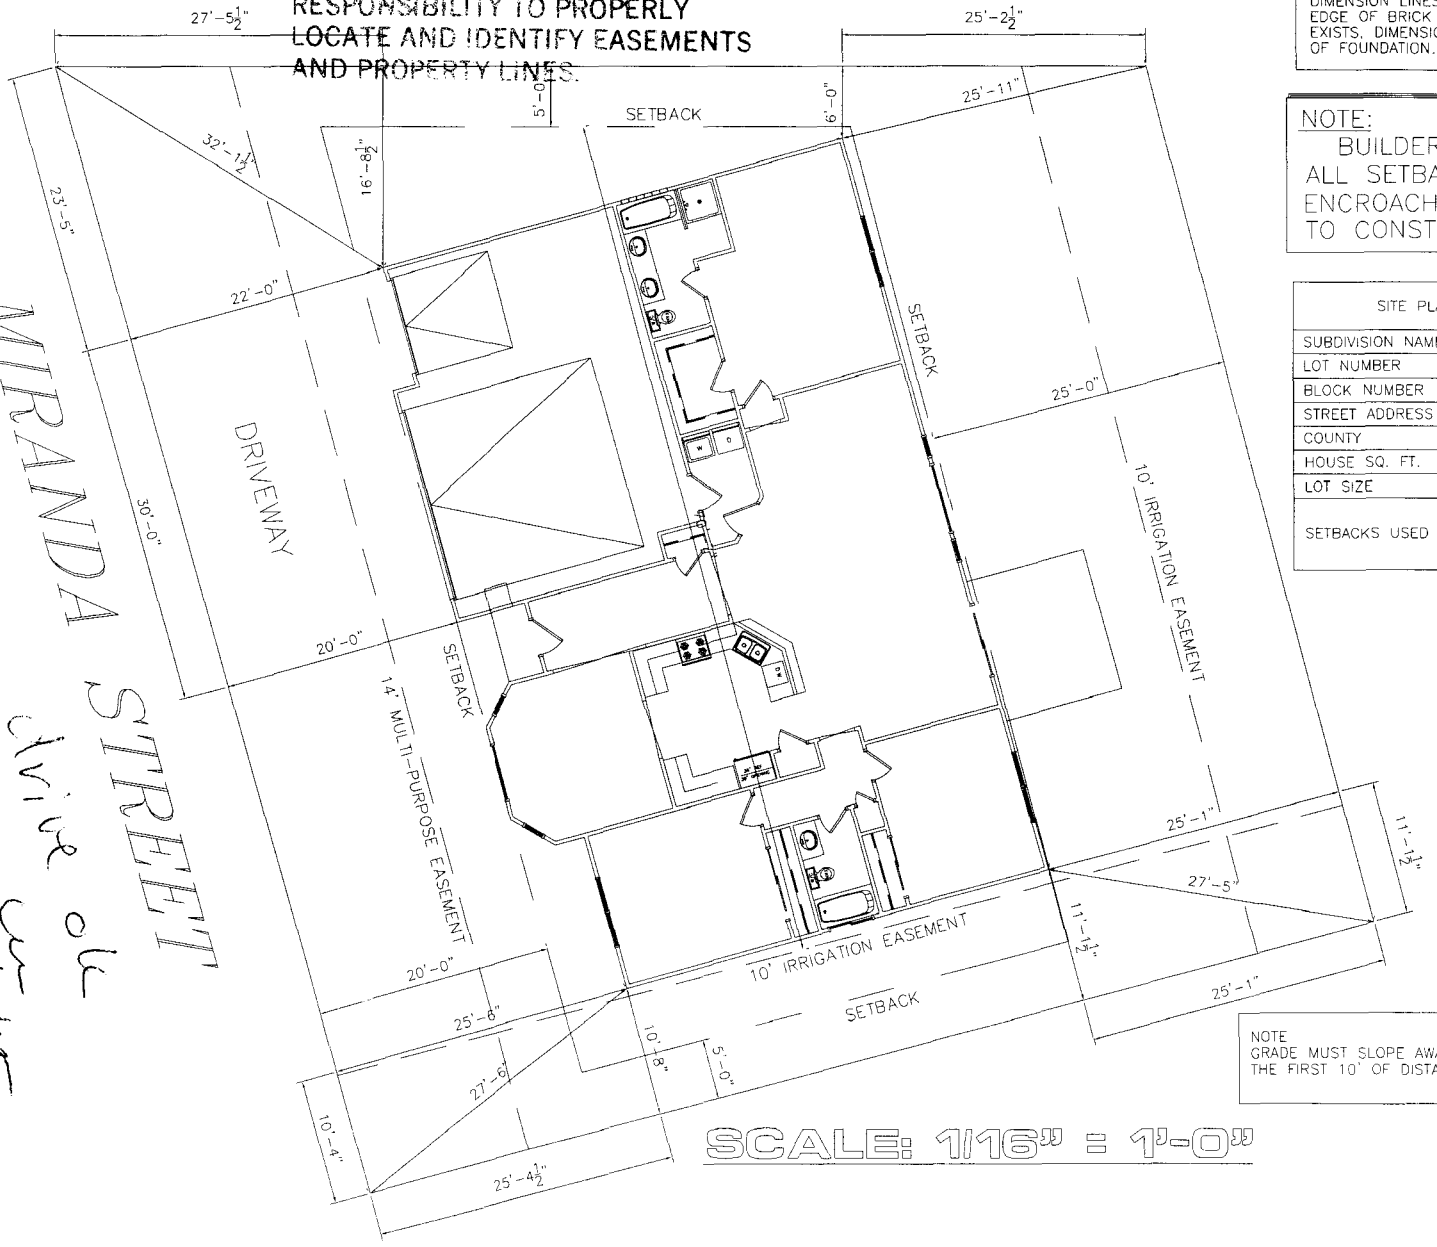 27'-5½"
RESPONSIBILITY TO PROPERLY
LOCATE AND IDENTIFY EASEMENTS
AND PROPERTY LINES.
25'-2½"
DIMENSION LINES
EDGE OF BRICK
EXISTS, DIMENSIO
OF FOUNDATION.
5'-0"
SETBACK
6'-0"
25'-11"
NOTE:
BUILDER
ALL SETBA
ENCROACH
TO CONST
32'-1½"
16'-8½"
23'-5"
22'-0"
SITE PL
SUBDIVISION NAM
LOT NUMBER
BLOCK NUMBER
STREET ADDRESS
COUNTY
HOUSE SQ. FT.
LOT SIZE
SETBACKS USED
SETBACK
25'-0"
MIRANDA STREET
DRIVEWAY
30'-0"
W
D
10' IRRIGATION EASEMENT
20'-0"
SETBACK
14' MULTI-PURPOSE EASEMENT
DW
drive ok
25'-1"
11'-1½"
27'-5"
11'-1½"
10' IRRIGATION EASEMENT
SETBACK
25'-1"
20'-0"
25'-6"
27'-6"
10'-8"
5'-0"
10'-4"
25'-4½"
NOTE
GRADE MUST SLOPE AWA
THE FIRST 10' OF DISTA
SCALE: 1/16" = 1'-0"